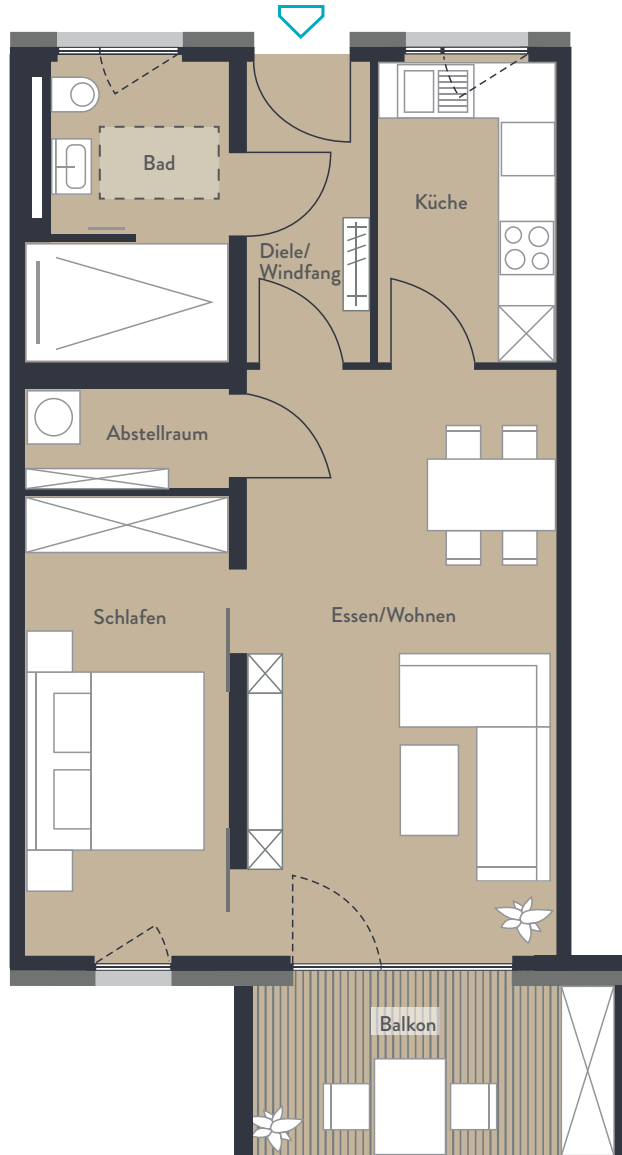 Bad
Küche
Diele/
Windfang
Abstellraum
Schlafen
Essen/Wohnen
Balkon